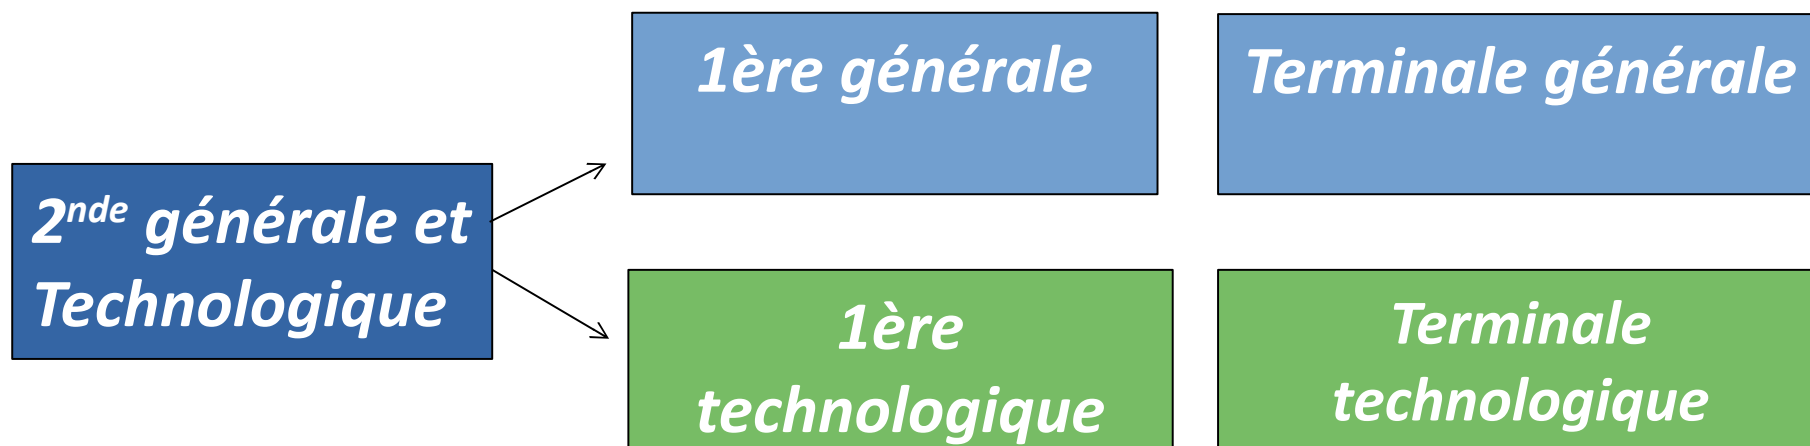 1ère générale
Terminale générale
2nde générale et
Technologique
1ère
technologique
Terminale
technologique